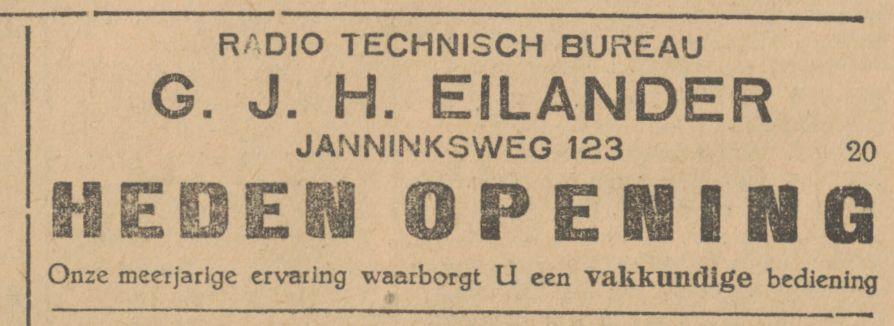 RADIO TECHNISCH BUREAU
G. J. H. EILANDER
JANNINKSWEG 123
20
HEDEN OPENING
Onze meerjarige ervaring waarborgt U een vakkundige bediening